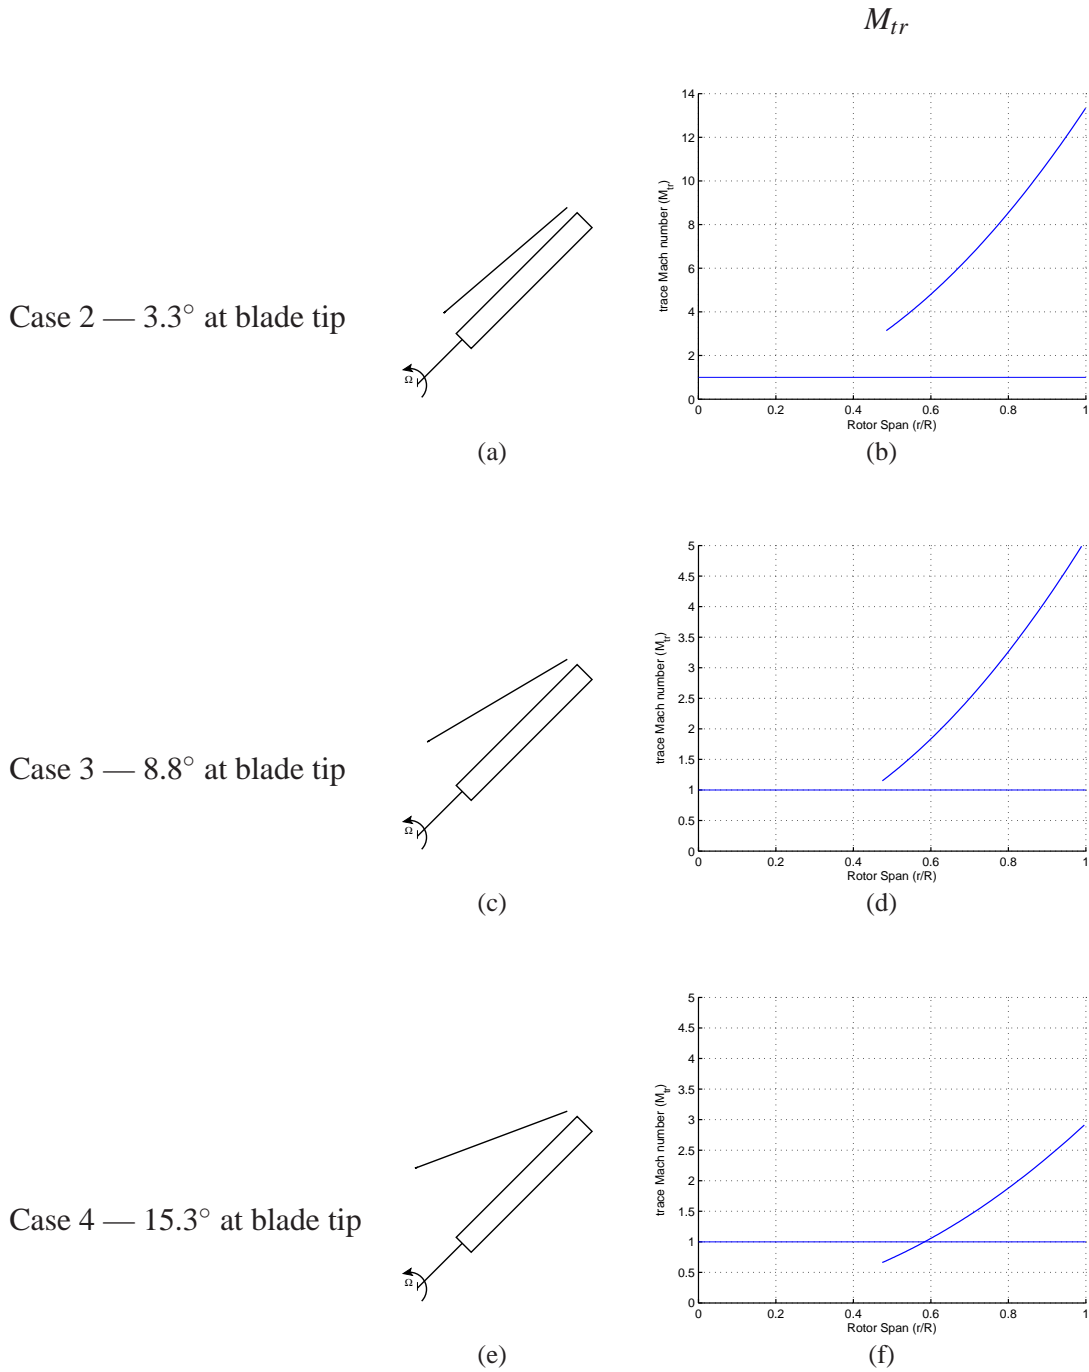 M_tr
Case 2 — 3.3° at blade tip
Ω
(a)
trace Mach number (M_tr)
14
12
10
8
6
4
2
0
0 0.2 0.4 0.6 0.8 1
Rotor Span (r/R)
(b)
Case 3 — 8.8° at blade tip
Ω
(c)
trace Mach number (M_tr)
5
4.5
4
3.5
3
2.5
2
1.5
1
0.5
0
0 0.2 0.4 0.6 0.8 1
Rotor Span (r/R)
(d)
Case 4 — 15.3° at blade tip
Ω
(e)
trace Mach number (M_tr)
5
4.5
4
3.5
3
2.5
2
1.5
1
0.5
0
0 0.2 0.4 0.6 0.8 1
Rotor Span (r/R)
(f)